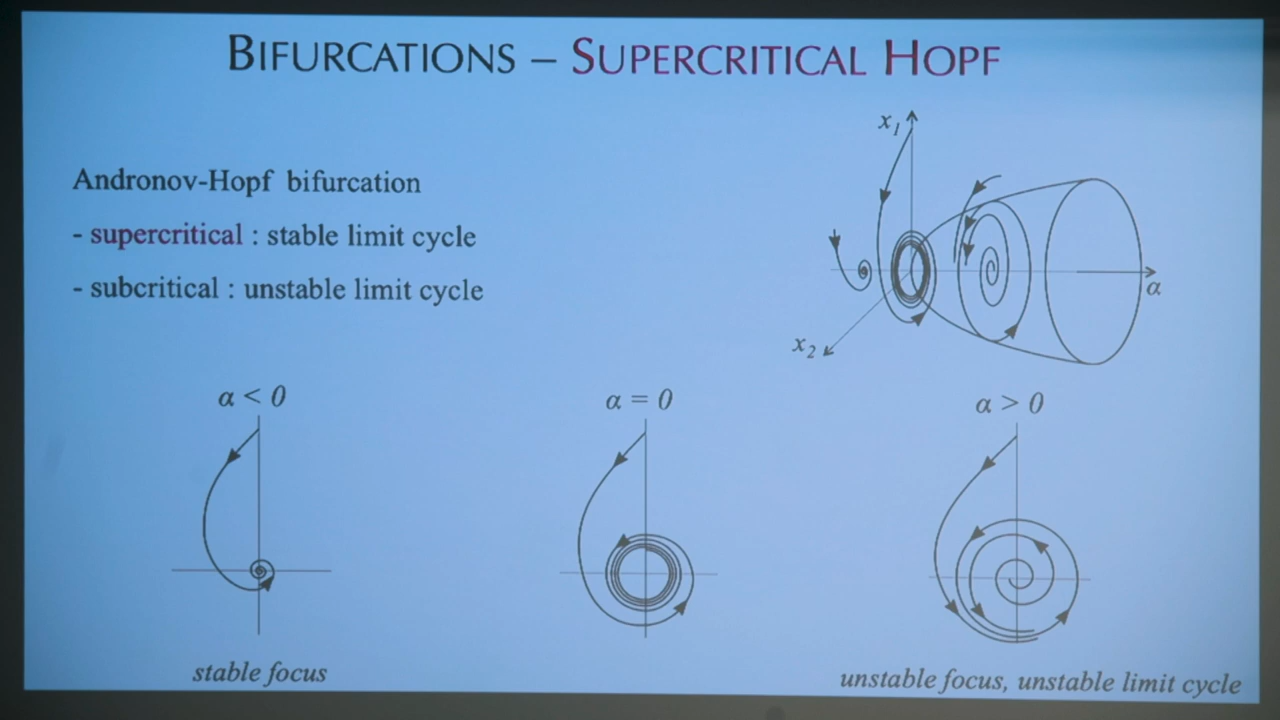 BIFURCATIONS – SUPERCRITICAL HOPF
Andronov-Hopf bifurcation
- supercritical : stable limit cycle
- subcritical : unstable limit cycle
x1
α
x2
α < 0
α = 0
α > 0
stable focus
unstable focus, unstable limit cycle